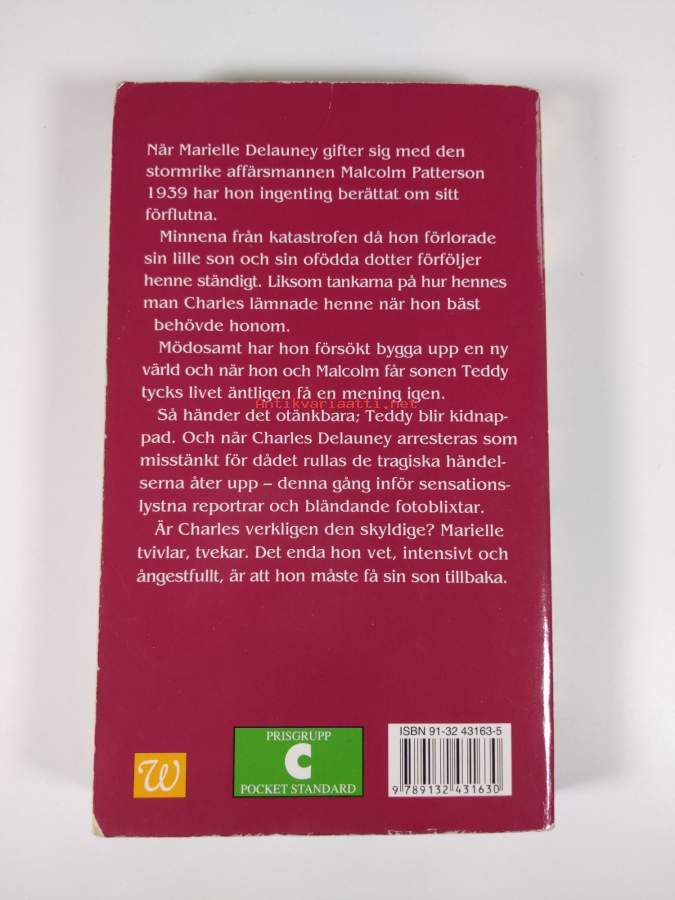 När Marielle Delauney gifter sig med den
stormrike affärsmannen Malcolm Patterson
1939 har hon ingenting berättat om sitt
förflutna.
Minnena från katastrofen då hon förlorade
sin lille son och sin ofödda dotter förföljer
henne ständigt. Liksom tankarna på hur hennes
man Charles lämnade henne när hon bäst
behövde honom.
Mödosamt har hon försökt bygga upp en ny
värld och när hon och Malcolm får sonen Teddy
tycks livet äntligen få en mening igen.
Antikvariaatti.net
Så händer det otänkbara; Teddy blir kidnap-
pad. Och när Charles Delauney arresteras som
misstänkt för dådet rullas de tragiska händel-
serna åter upp – denna gång inför sensations-
lystna reportrar och bländande fotoblixtar.
Är Charles verkligen den skyldige? Marielle
tvivlar, tvekar. Det enda hon vet, intensivt och
ångestfullt, är att hon måste få sin son tillbaka.
W
PRISGRUPP
C
POCKET STANDARD
ISBN 91-32 43163-5
9 789132 431630